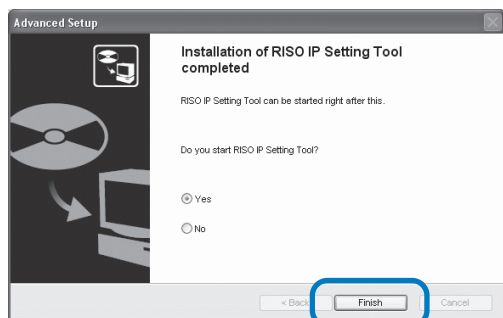 Advanced Setup
Installation of RISO IP Setting Tool
completed
RISO IP Setting Tool can be started right after this.
Do you start RISO IP Setting Tool?
Yes
No
< Back
Finish
Cancel